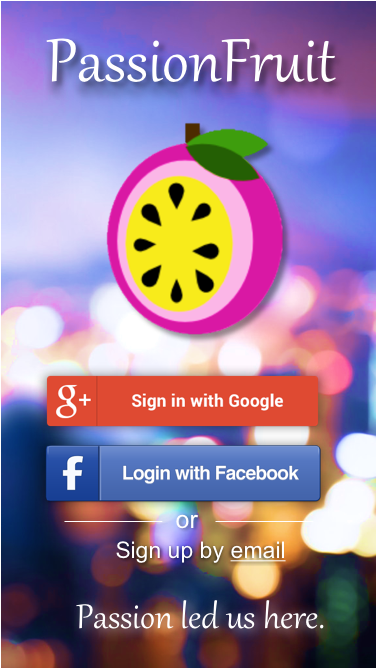 PassionFruit
g+ Sign in with Google
f Login with Facebook
or
Sign up by email
Passion led us here.